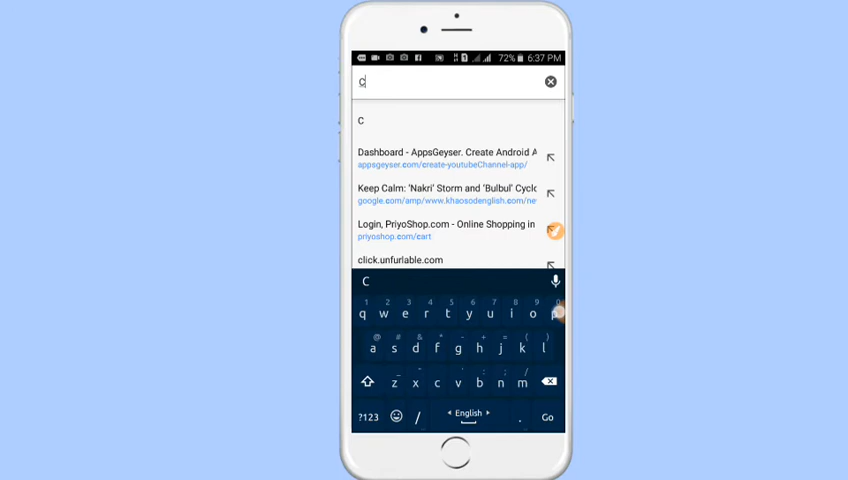 72% 6:37 PM
C
C
Dashboard - AppsGeyser. Create Android A
appsgeyser.com/create-youtubeChannel-app/
Keep Calm: 'Nakri' Storm and 'Bulbul' Cyclo
google.com/amp/www.khaosodenglish.com/ne
Login, PriyoShop.com - Online Shopping in
priyoshop.com/cart
click.unfurlable.com
C
1 2 3 4 5 6 7 8 9 0
q w e r t y u i o p
@ # & * - + = ( )
a s d f g h j k l
_ " ' : ; /
z x c v b n m
?123 / English . Go